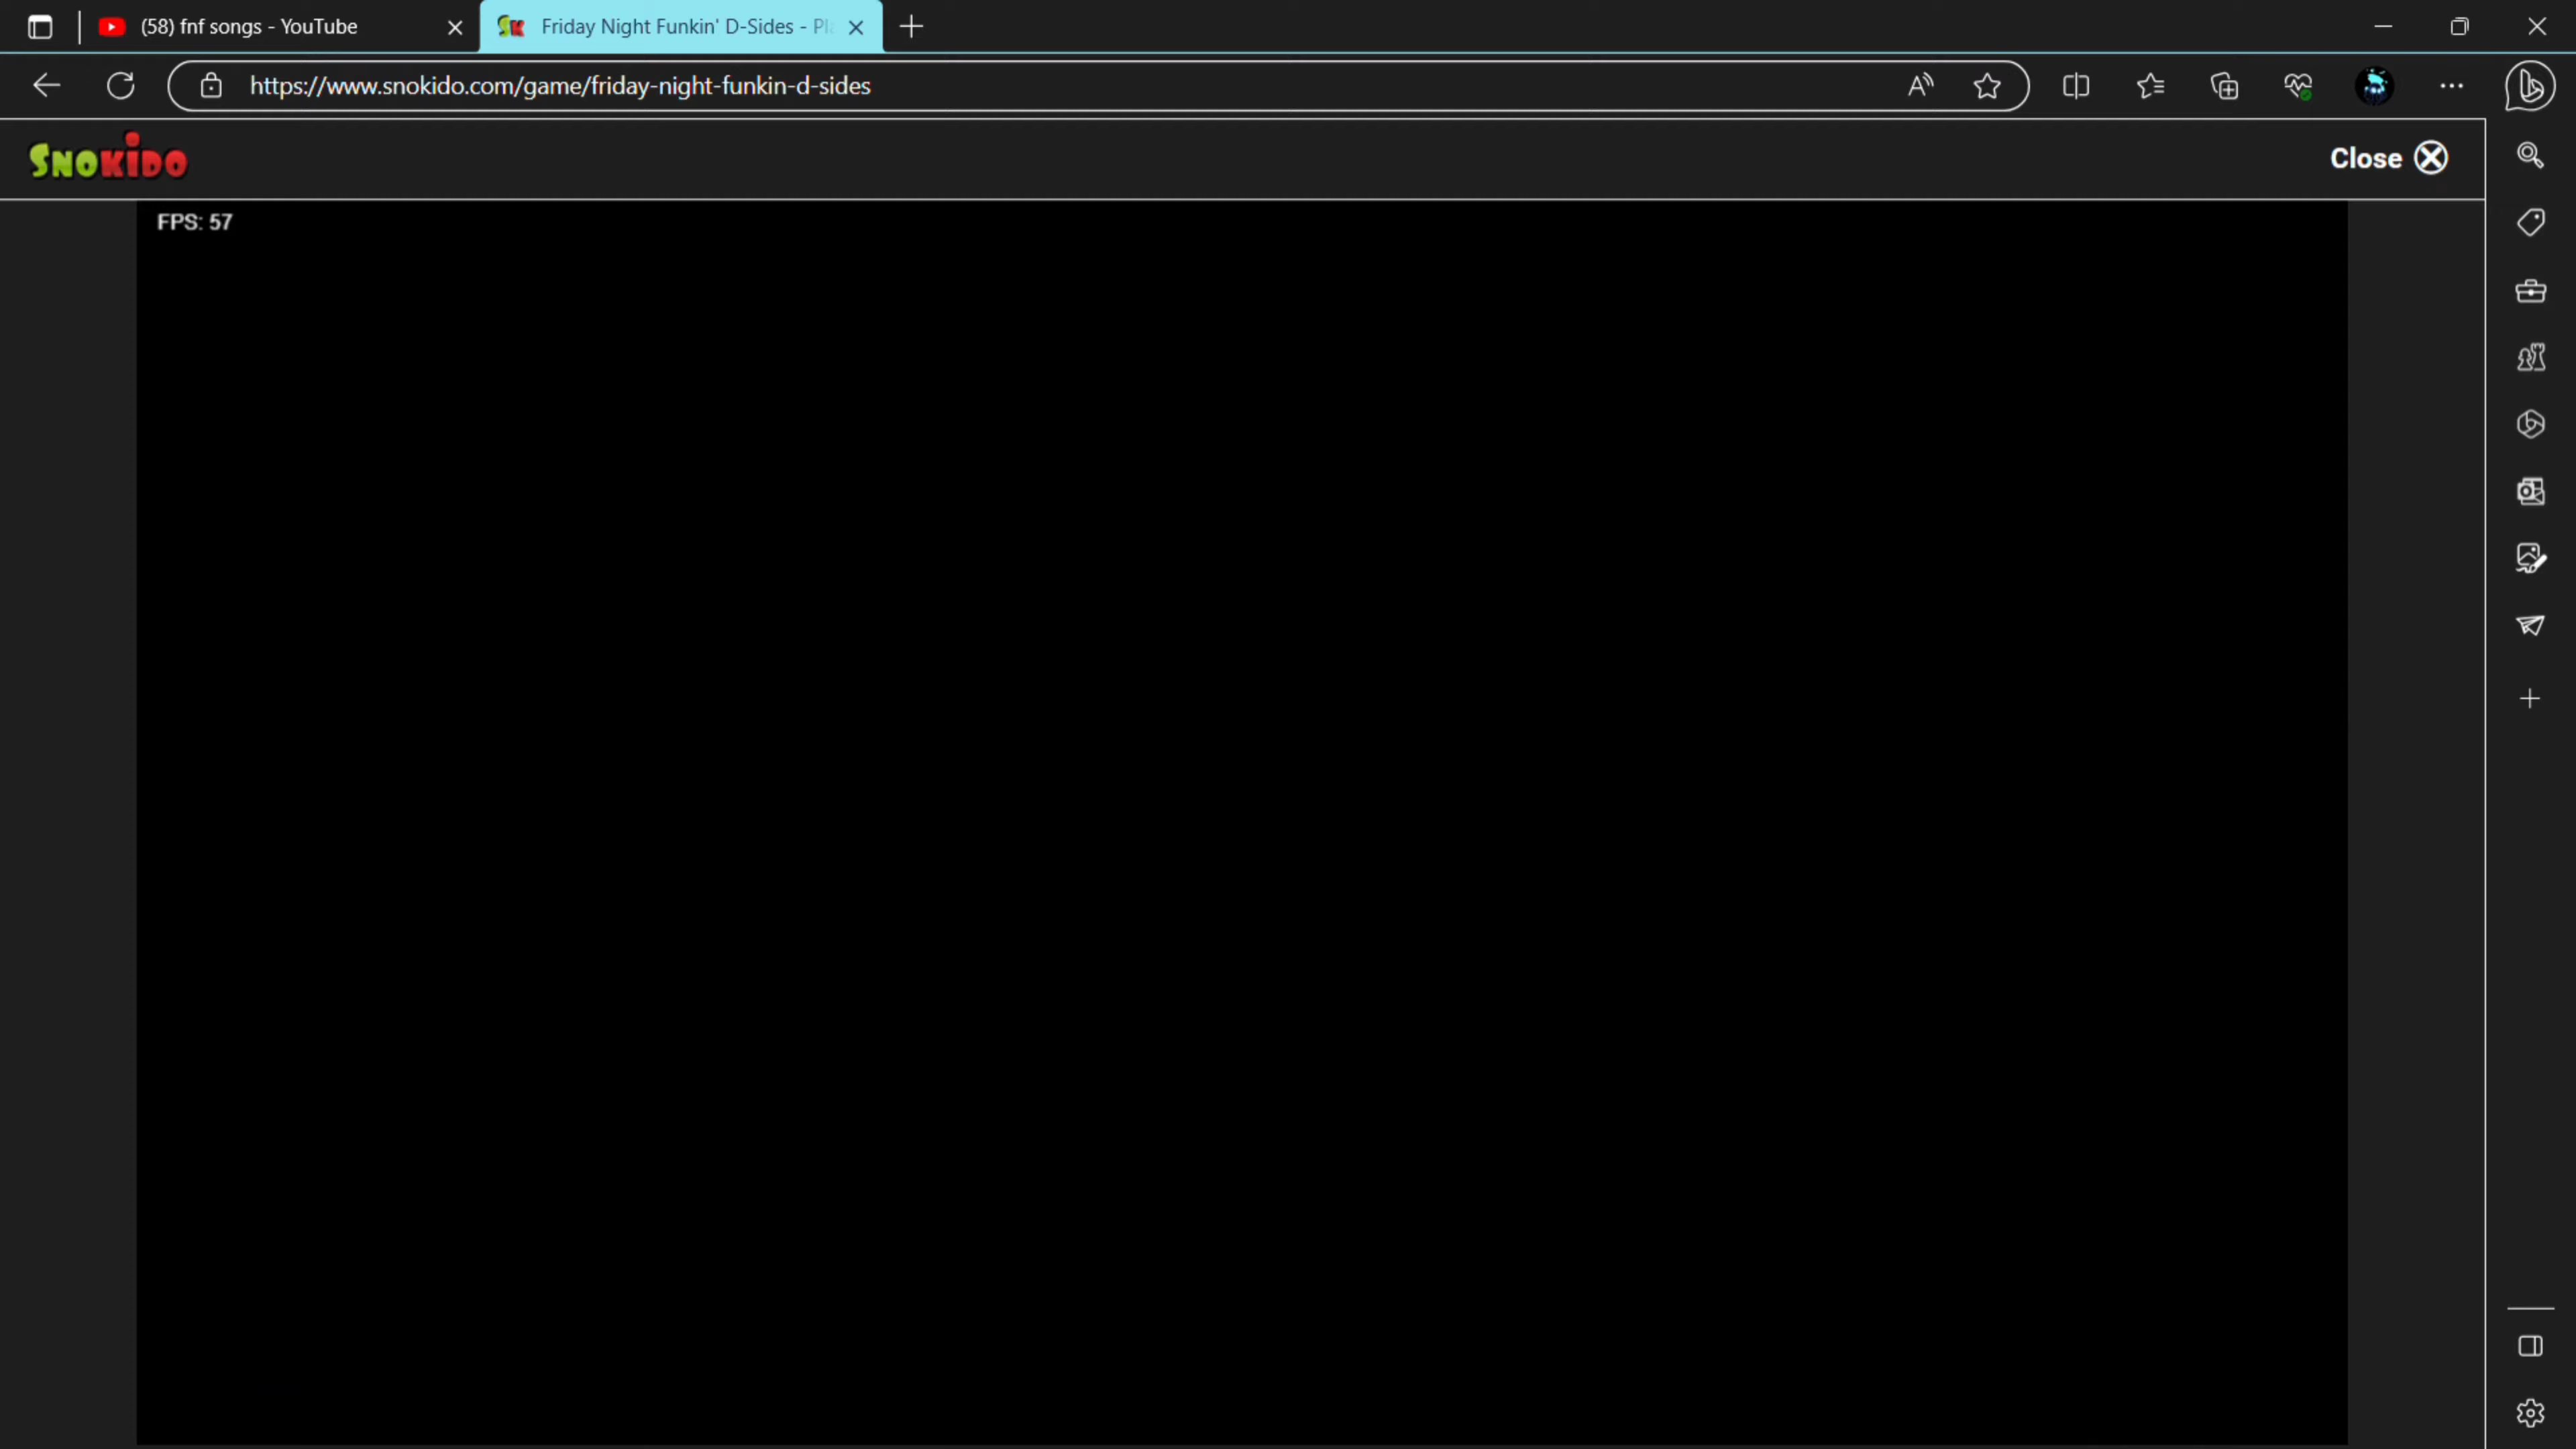 (58) fnf songs - YouTube
Friday Night Funkin' D-Sides - Pla
https://www.snokido.com/game/friday-night-funkin-d-sides
SNOKIDO
Close
FPS: 57